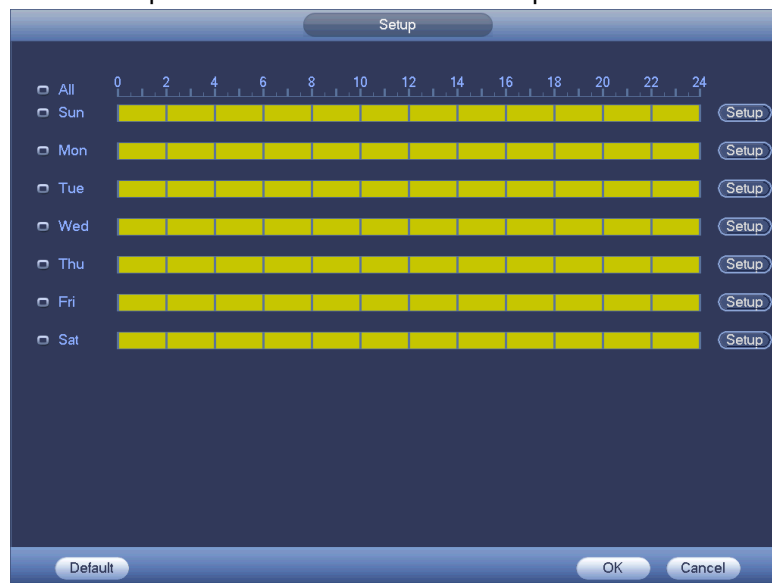 Setup
All 0 2 4 6 8 10 12 14 16 18 20 22 24
Sun Setup
Mon Setup
Tue Setup
Wed Setup
Thu Setup
Fri Setup
Sat Setup
Default OK Cancel